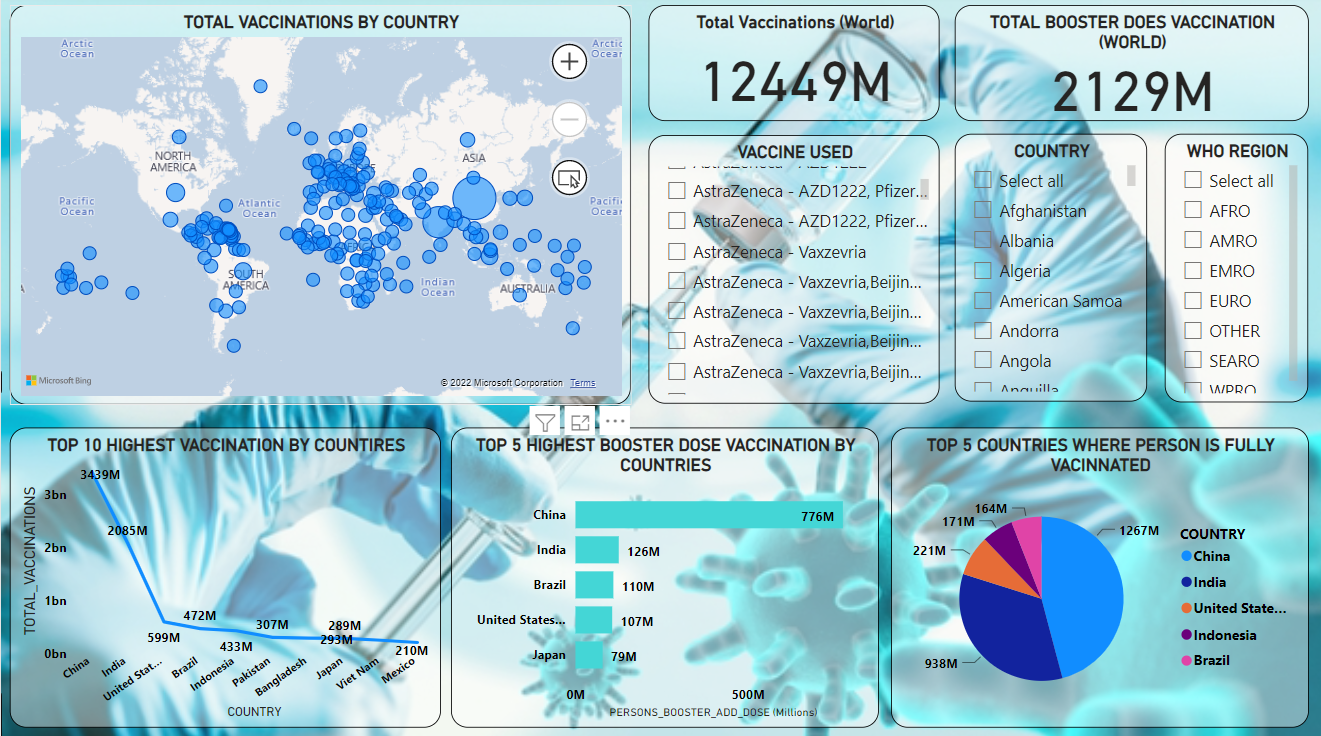 TOTAL VACCINATIONS BY COUNTRY
Arctic
Ocean
Arctic
Ocean
NORTH
AMERICA
ASIA
Pacific
Ocean
Atlantic
Ocean
Pacific
Ocean
SOUTH
AMERICA
Indian
Ocean
AUSTRALIA
Microsoft Bing
© 2022 Microsoft Corporation Terms
Total Vaccinations (World)
12449M
TOTAL BOOSTER DOES VACCINATION
(WORLD)
2129M
VACCINE USED
AstraZeneca - AZD1222
AstraZeneca - AZD1222, Pfizer...
AstraZeneca - AZD1222, Pfizer...
AstraZeneca - Vaxzevria
AstraZeneca - Vaxzevria,Beijin...
AstraZeneca - Vaxzevria,Beijin...
AstraZeneca - Vaxzevria,Beijin...
AstraZeneca - Vaxzevria,Beijin...
COUNTRY
Select all
Afghanistan
Albania
Algeria
American Samoa
Andorra
Angola
Anguilla
WHO REGION
Select all
AFRO
AMRO
EMRO
EURO
OTHER
SEARO
WPRO
TOP 10 HIGHEST VACCINATION BY COUNTIRES
TOTAL_VACCINATIONS
3bn
2bn
1bn
0bn
3439M
2085M
599M
472M
433M
307M
293M
289M
210M
China
India
United Stat...
Brazil
Indonesia
Pakistan
Bangladesh
Japan
Viet Nam
Mexico
COUNTRY
TOP 5 HIGHEST BOOSTER DOSE VACCINATION BY
COUNTRIES
China 776M
India 126M
Brazil 110M
United States... 107M
Japan 79M
0M 500M
PERSONS_BOOSTER_ADD_DOSE (Millions)
TOP 5 COUNTRIES WHERE PERSON IS FULLY
VACINNATED
164M
171M
221M
938M
1267M
COUNTRY
China
India
United State...
Indonesia
Brazil